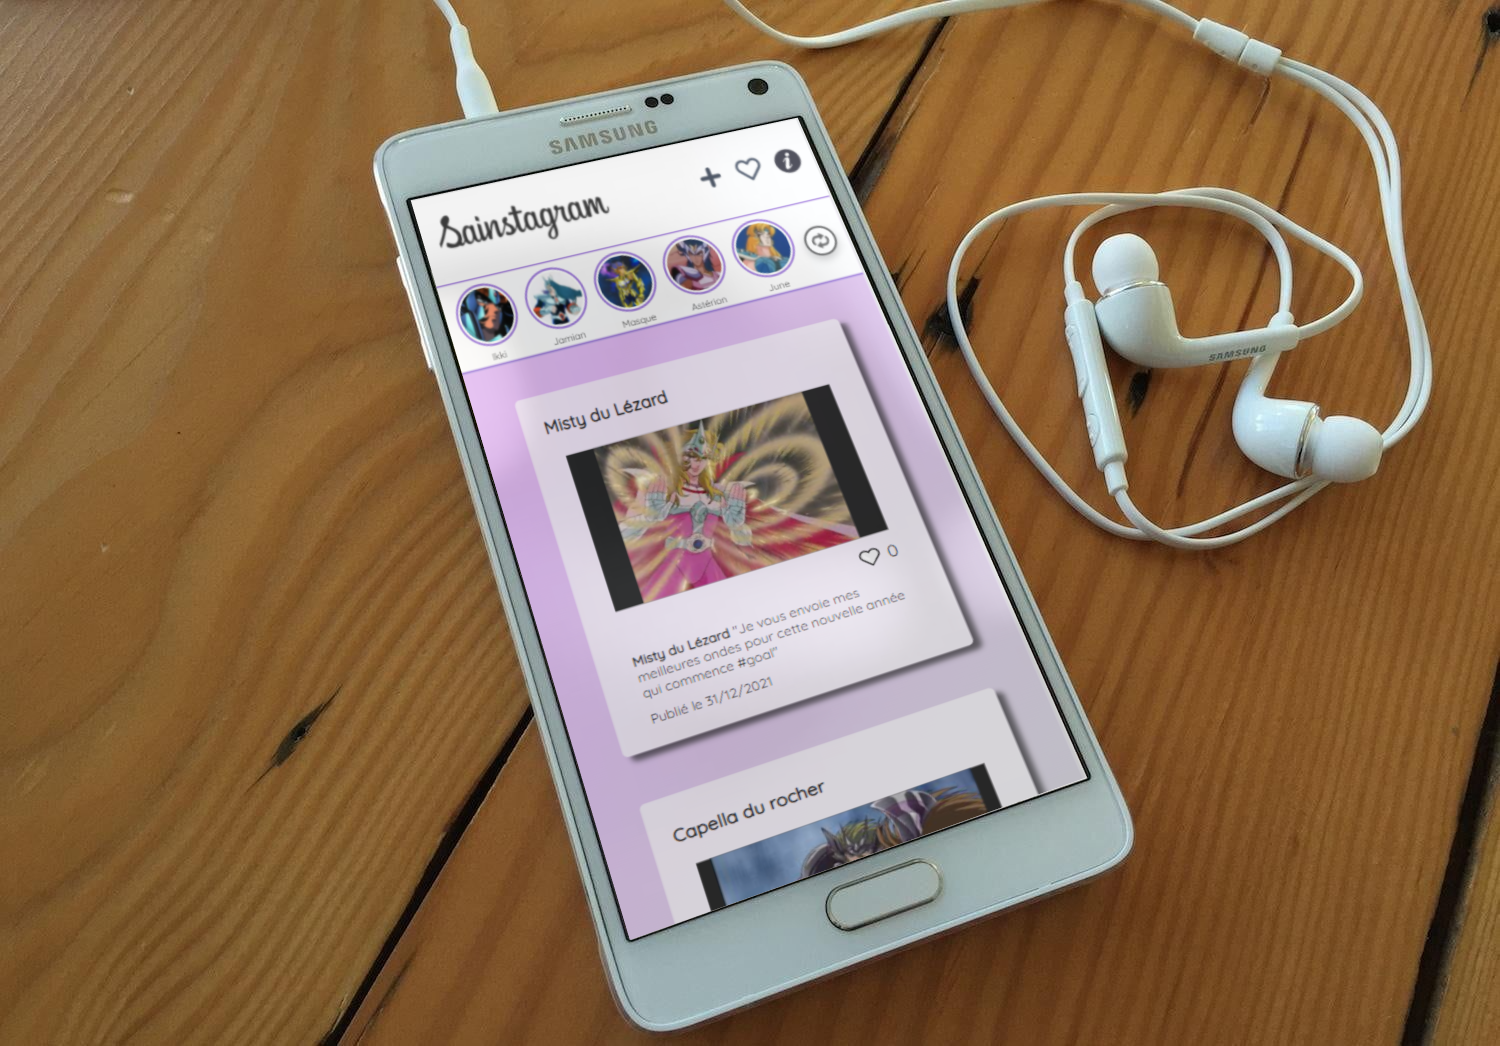 SAMSUNG
Sainstagram
Ikki
Jamian
Masque
Astérion
June
Misty du Lézard
0
Misty du Lézard "Je vous envoie mes
meilleures ondes pour cette nouvelle année
qui commence #goal"
Publié le 31/12/2021
Capella du rocher
SAMSUNG